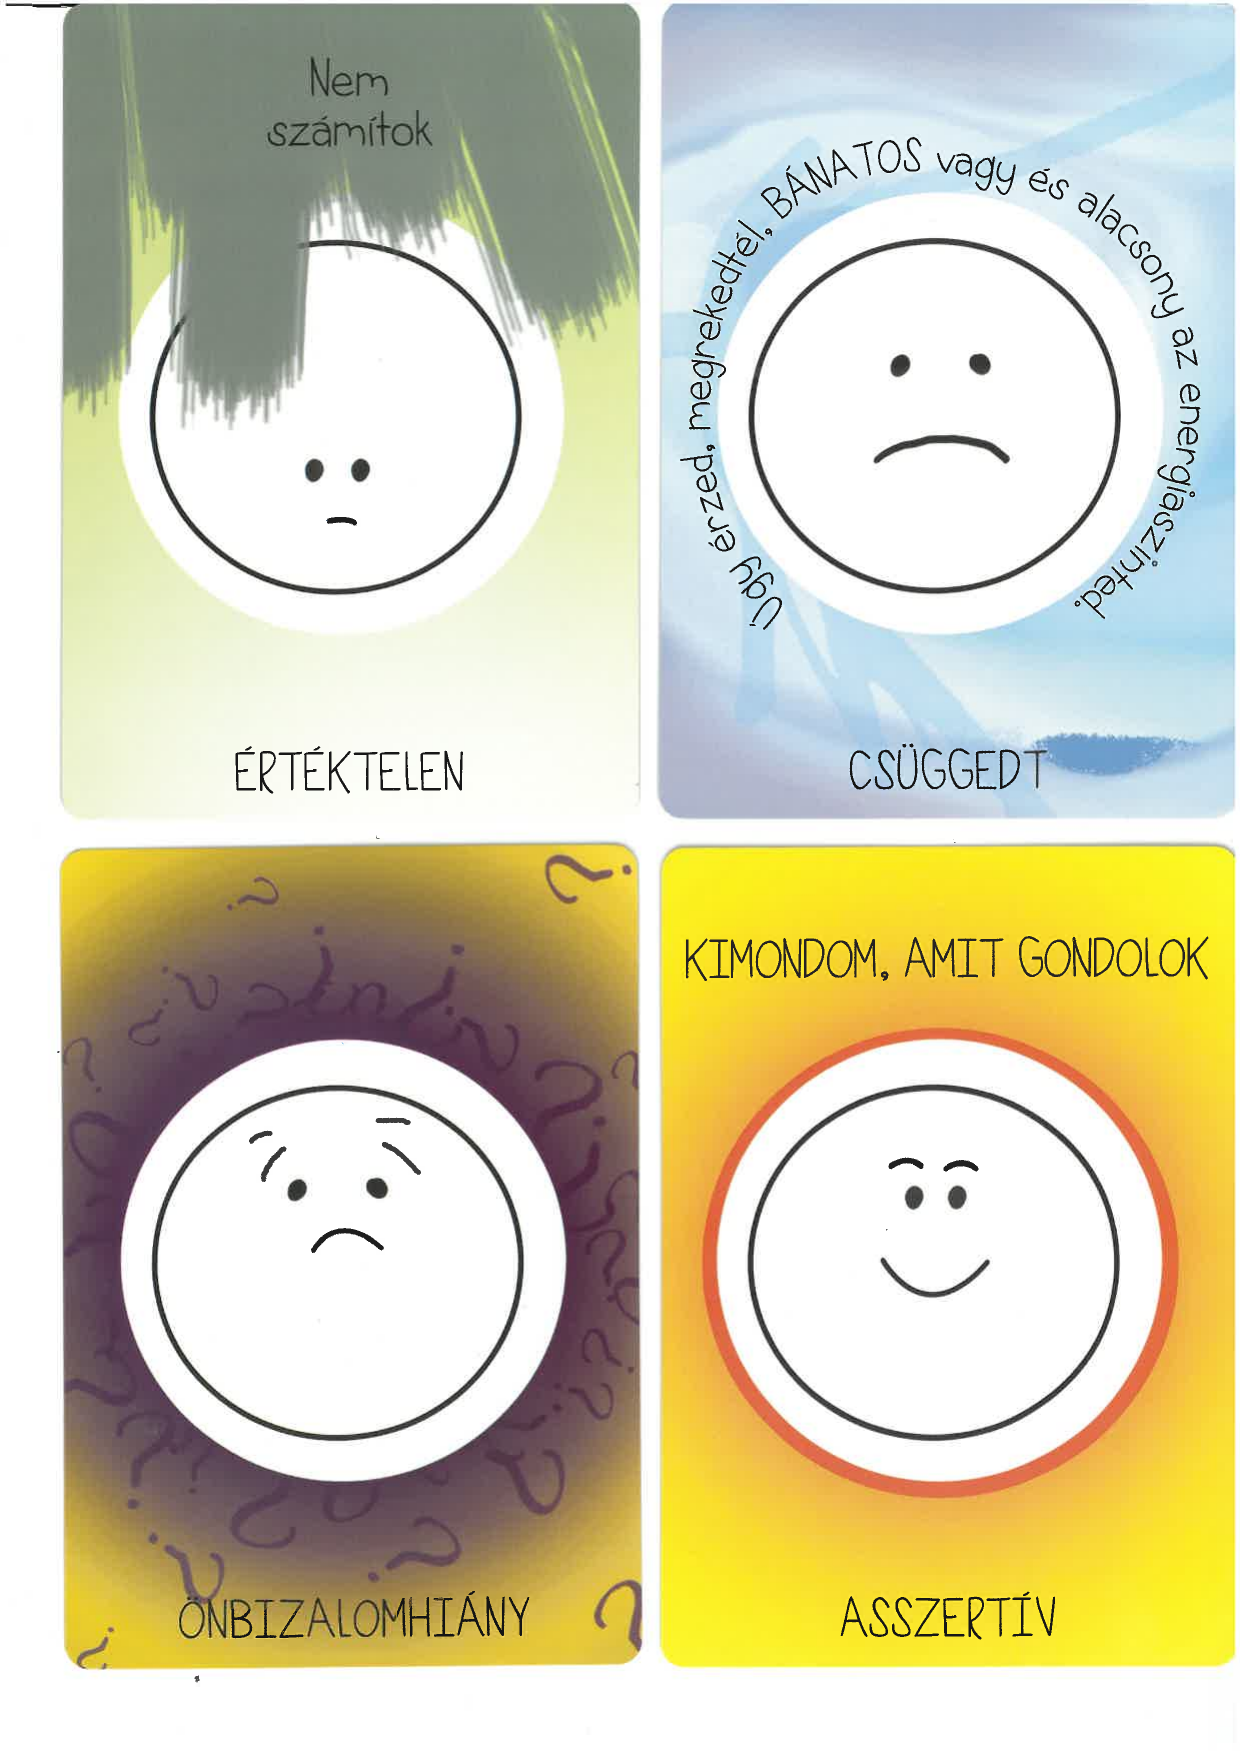 Nem
számítok
ÉRTÉKTELEN
Úgy érzed, megrekedtél, BÁNATOS vagy és alacsony az energiaszinted.
CSÜGGEDT
ÖNBIZALOMHIÁNY
KIMONDOM, AMIT GONDOLOK
ASSZERTÍV